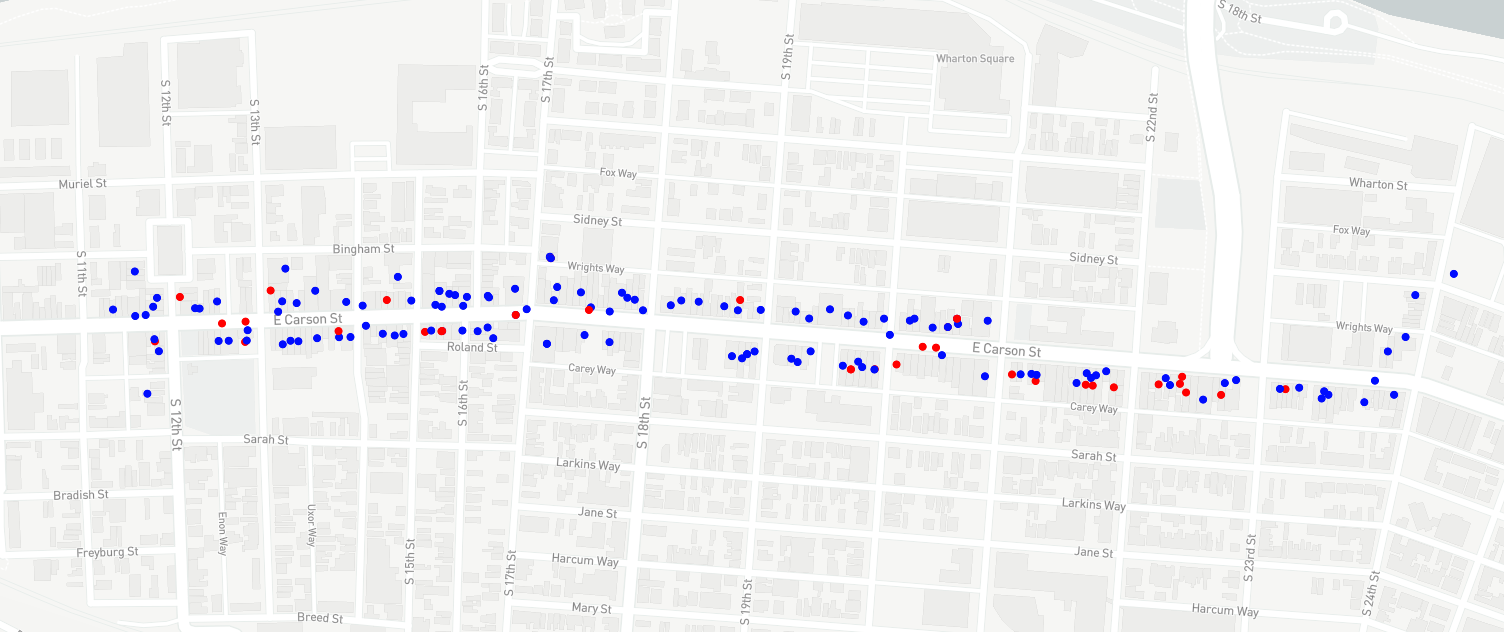 S 18th St
S 19th St
Wharton Square
S 17th St
S 16th St
S 12th St
S 13th St
S 22nd St
Fox Way
Muriel St
Wharton St
Sidney St
Fox Way
Bingham St
Sidney St
S 11th St
Wrights Way
E Carson St
Wrights Way
Roland St
E Carson St
Carey Way
S 16th St
Carey Way
S 12th St
S 18th St
Sarah St
Sarah St
Larkins Way
Bradish St
Larkins Way
Jane St
Enon Way
Uxor Way
Freyburg St
Jane St
S 15th St
Harcum Way
S 17th St
S 23rd St
S 24th St
S 19th St
Mary St
Harcum Way
Breed St